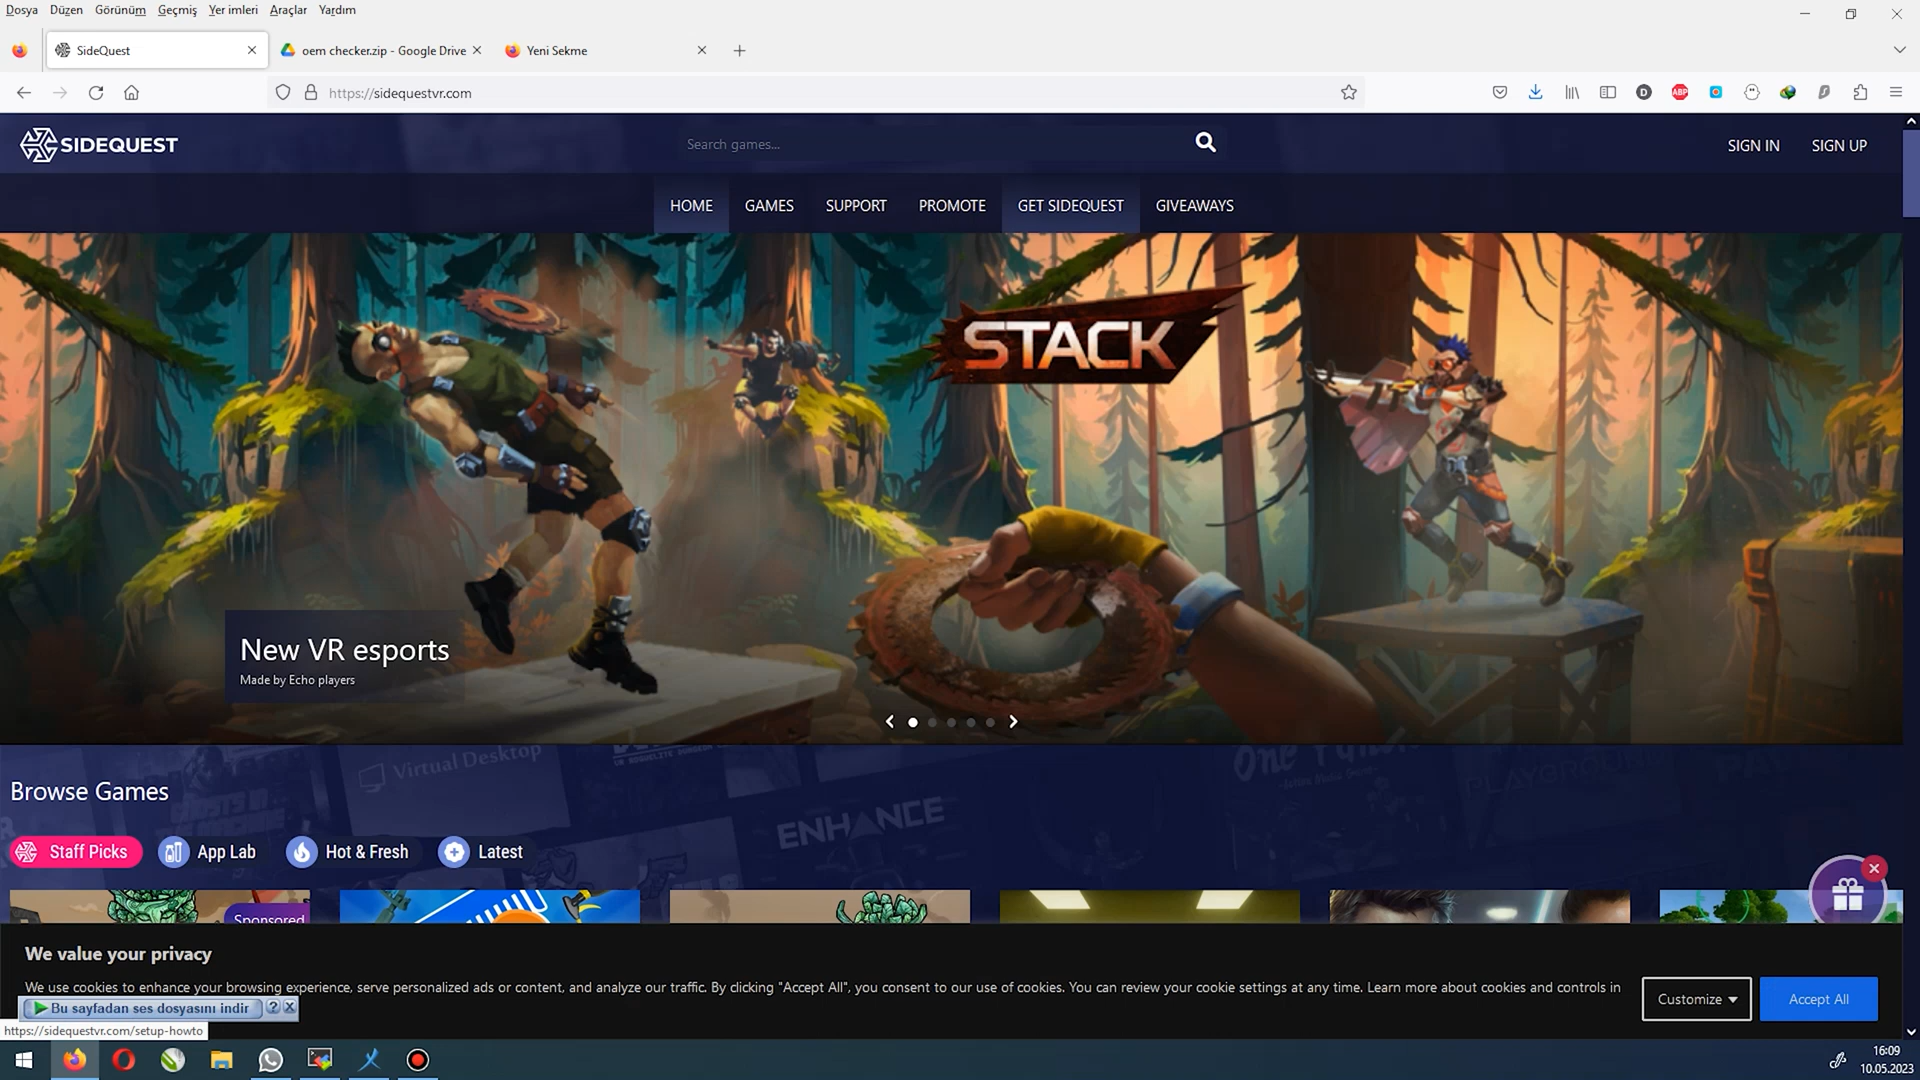 Dosya Düzen Görünüm Geçmiş Yer imleri Araçlar Yardım
SideQuest
oem checker.zip - Google Drive
Yeni Sekme
https://sidequestvr.com
D
ABP
SIDEQUEST
Search games...
SIGN IN
SIGN UP
HOME
GAMES
SUPPORT
PROMOTE
GET SIDEQUEST
GIVEAWAYS
STACK
New VR esports
Made by Echo players
Virtual Desktop
ENHANCE
Browse Games
Staff Picks
App Lab
Hot & Fresh
Latest
Sponsored
We value your privacy
We use cookies to enhance your browsing experience, serve personalized ads or content, and analyze our traffic. By clicking "Accept All", you consent to our use of cookies. You can review your cookie settings at any time. Learn more about cookies and controls in
Customize
Accept All
Bu sayfadan ses dosyasını indir
?
https://sidequestvr.com/setup-howto
16:09
10.05.2023